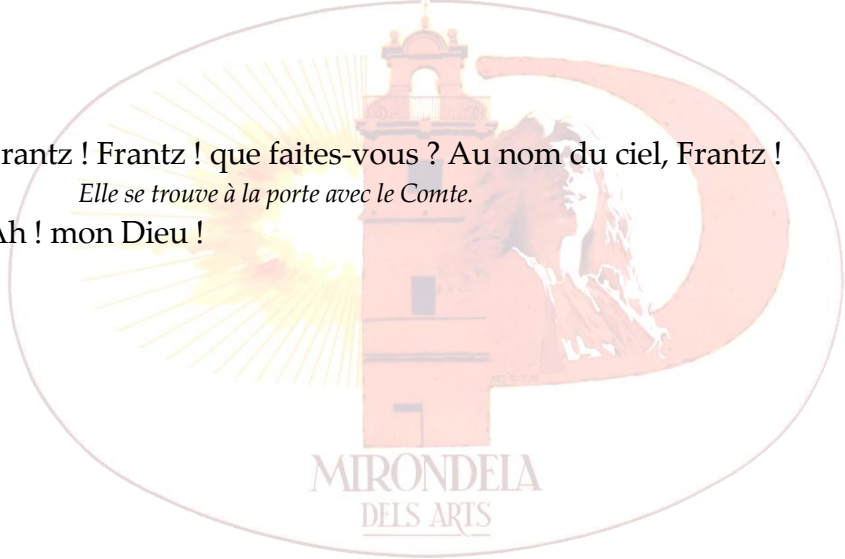 rantz ! Frantz ! que faites-vous ? Au nom du ciel, Frantz !
Elle se trouve à la porte avec le Comte.
Ah ! mon Dieu !
MIRONDELA
DELS ARTS